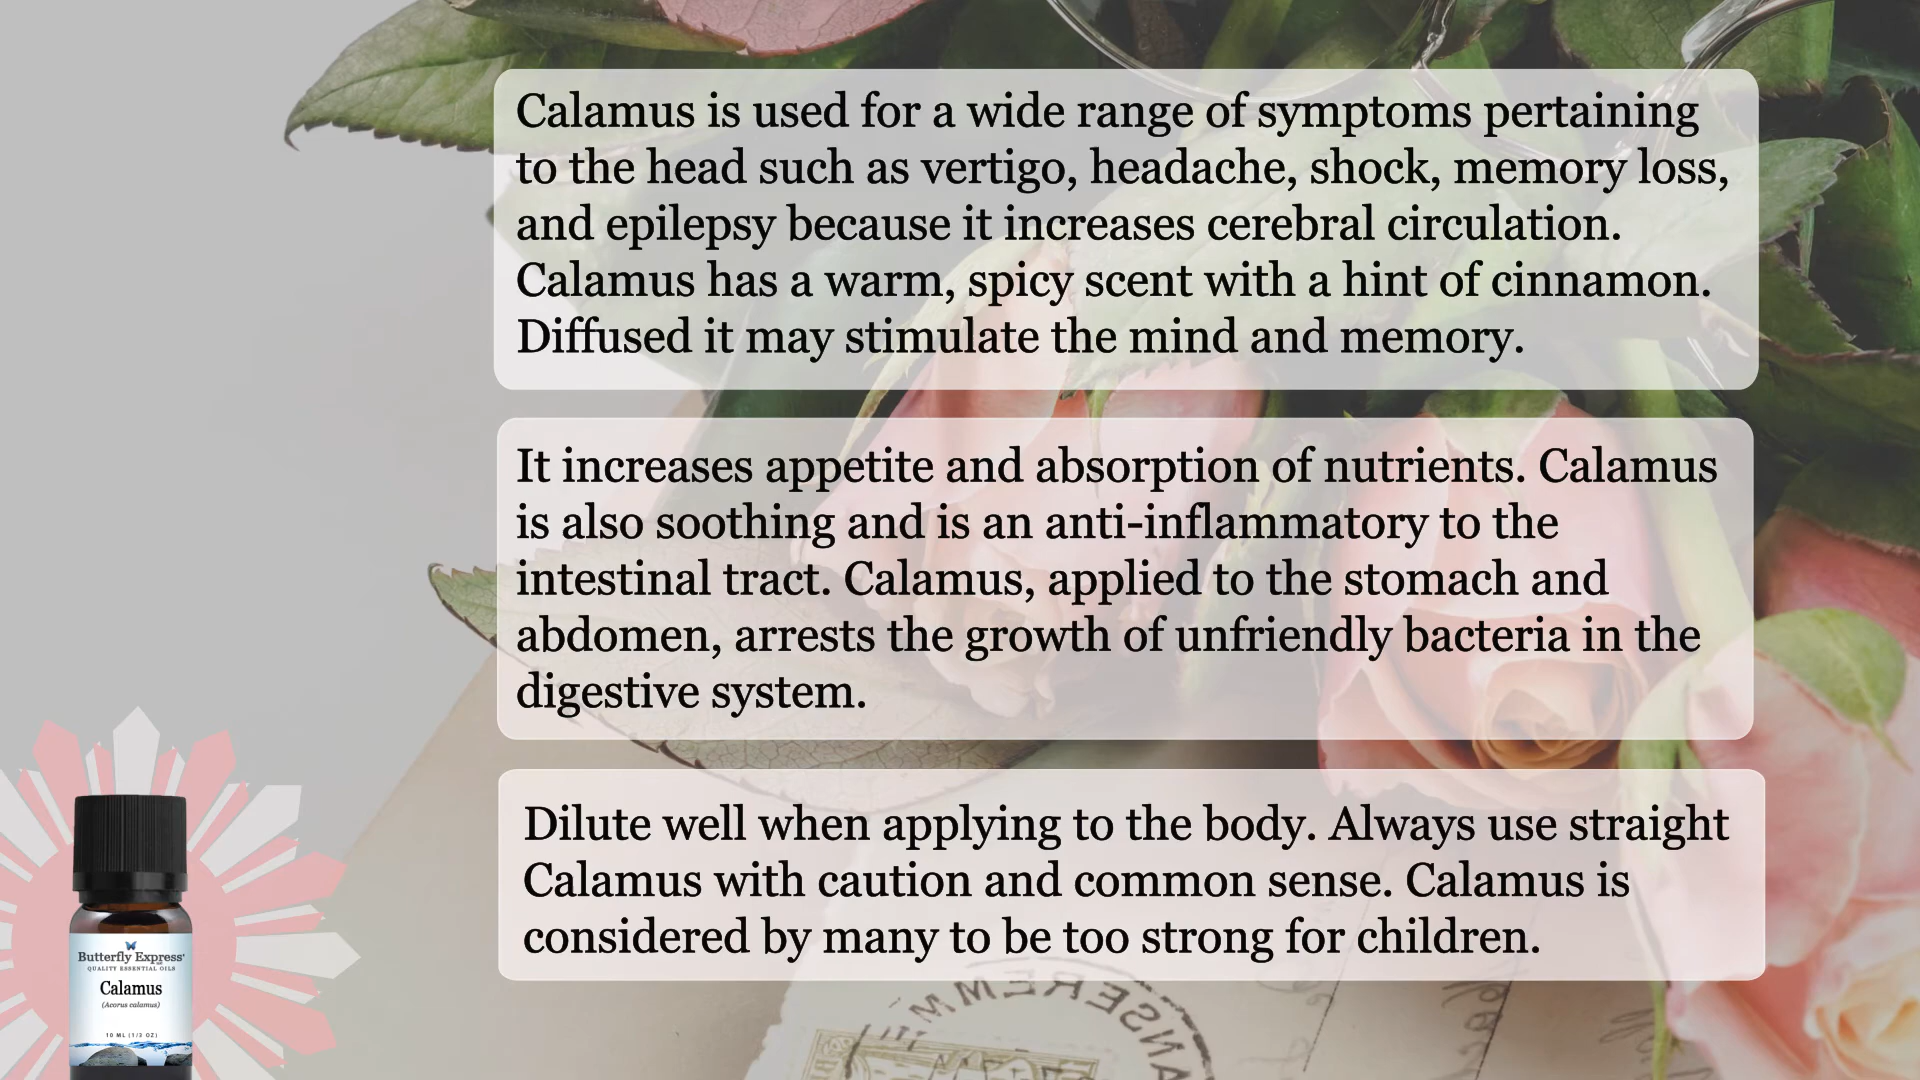 Calamus is used for a wide range of symptoms pertaining
to the head such as vertigo, headache, shock, memory loss,
and epilepsy because it increases cerebral circulation.
Calamus has a warm, spicy scent with a hint of cinnamon.
Diffused it may stimulate the mind and memory.
It increases appetite and absorption of nutrients. Calamus
is also soothing and is an anti-inflammatory to the
intestinal tract. Calamus, applied to the stomach and
abdomen, arrests the growth of unfriendly bacteria in the
digestive system.
Dilute well when applying to the body. Always use straight
Calamus with caution and common sense. Calamus is
considered by many to be too strong for children.
Butterfly Express
QUALITY ESSENTIAL OILS
Calamus
(Acorus calamus)
10 ML (1/3 OZ)